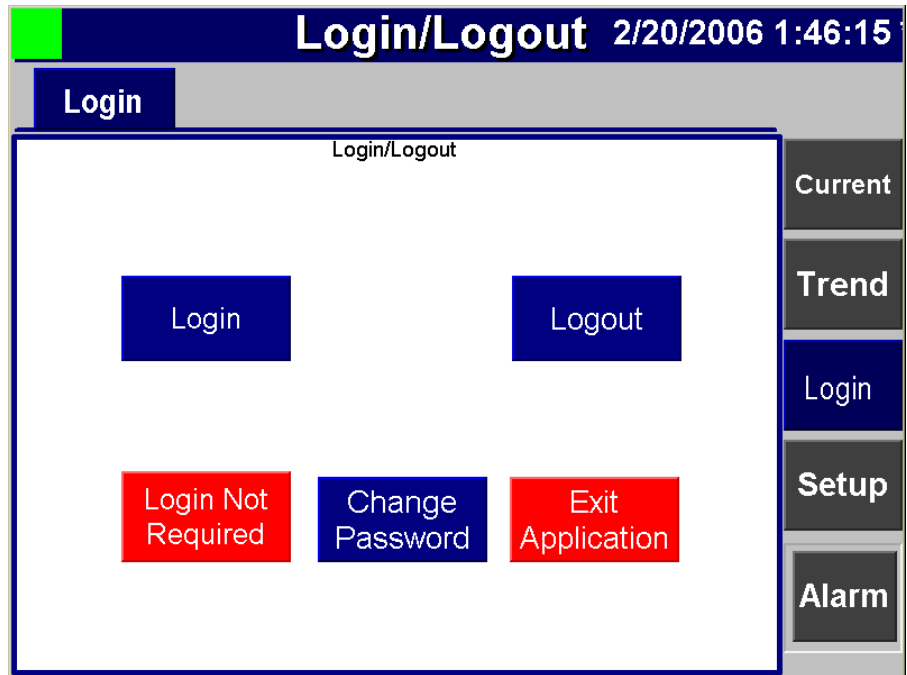 Login/Logout 2/20/2006 1:46:15
Login
Login/Logout
Current
Trend
Login
Setup
Alarm
Login
Logout
Login Not
Required
Change
Password
Exit
Application